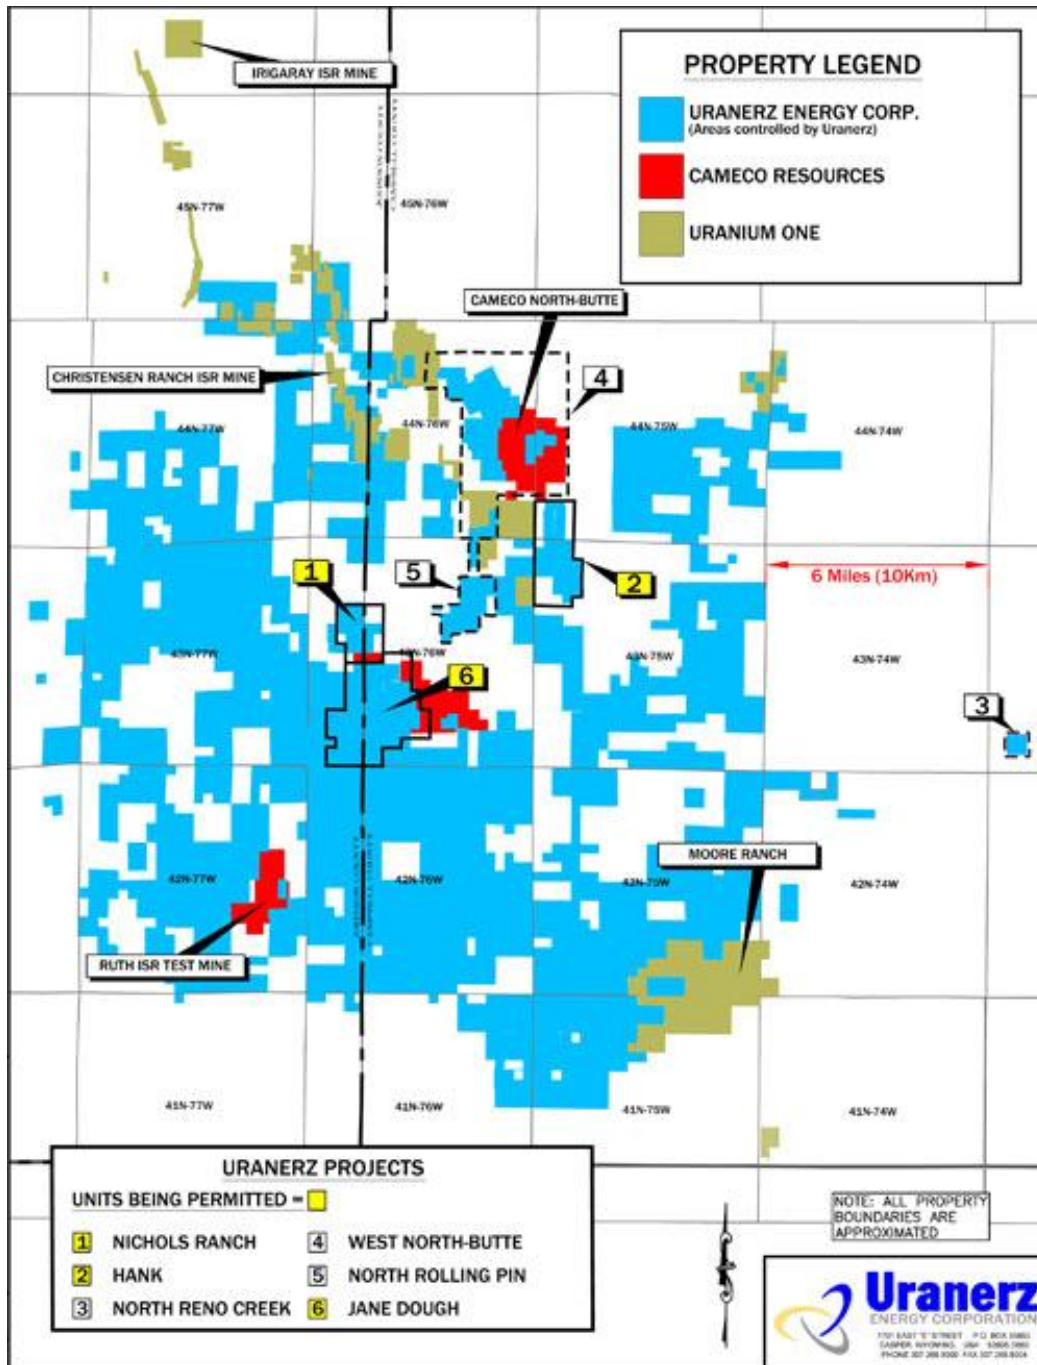 IRIGARAY ISR MINE
PROPERTY LEGEND
URANERZ ENERGY CORP.
(Areas controlled by Uranerz)
CAMECO RESOURCES
URANIUM ONE
45N-77W
45N-76W
CAMECO NORTH-BUTTE
CHRISTENSEN RANCH ISR MINE
4
44N-77W
44N-76W
44N-75W
44N-74W
1
5
2
6 Miles (10Km)
43N-77W
43N-75W
43N-74W
6
3
MOORE RANCH
42N-77W
42N-76W
42N-75W
42N-74W
RUTH ISR TEST MINE
41N-77W
41N-76W
41N-75W
41N-74W
URANERZ PROJECTS
UNITS BEING PERMITTED =
1 NICHOLS RANCH
4 WEST NORTH-BUTTE
2 HANK
5 NORTH ROLLING PIN
3 NORTH RENO CREEK
6 JANE DOUGH
NOTE: ALL PROPERTY
BOUNDARIES ARE
APPROXIMATED
Uranerz
ENERGY CORPORATION